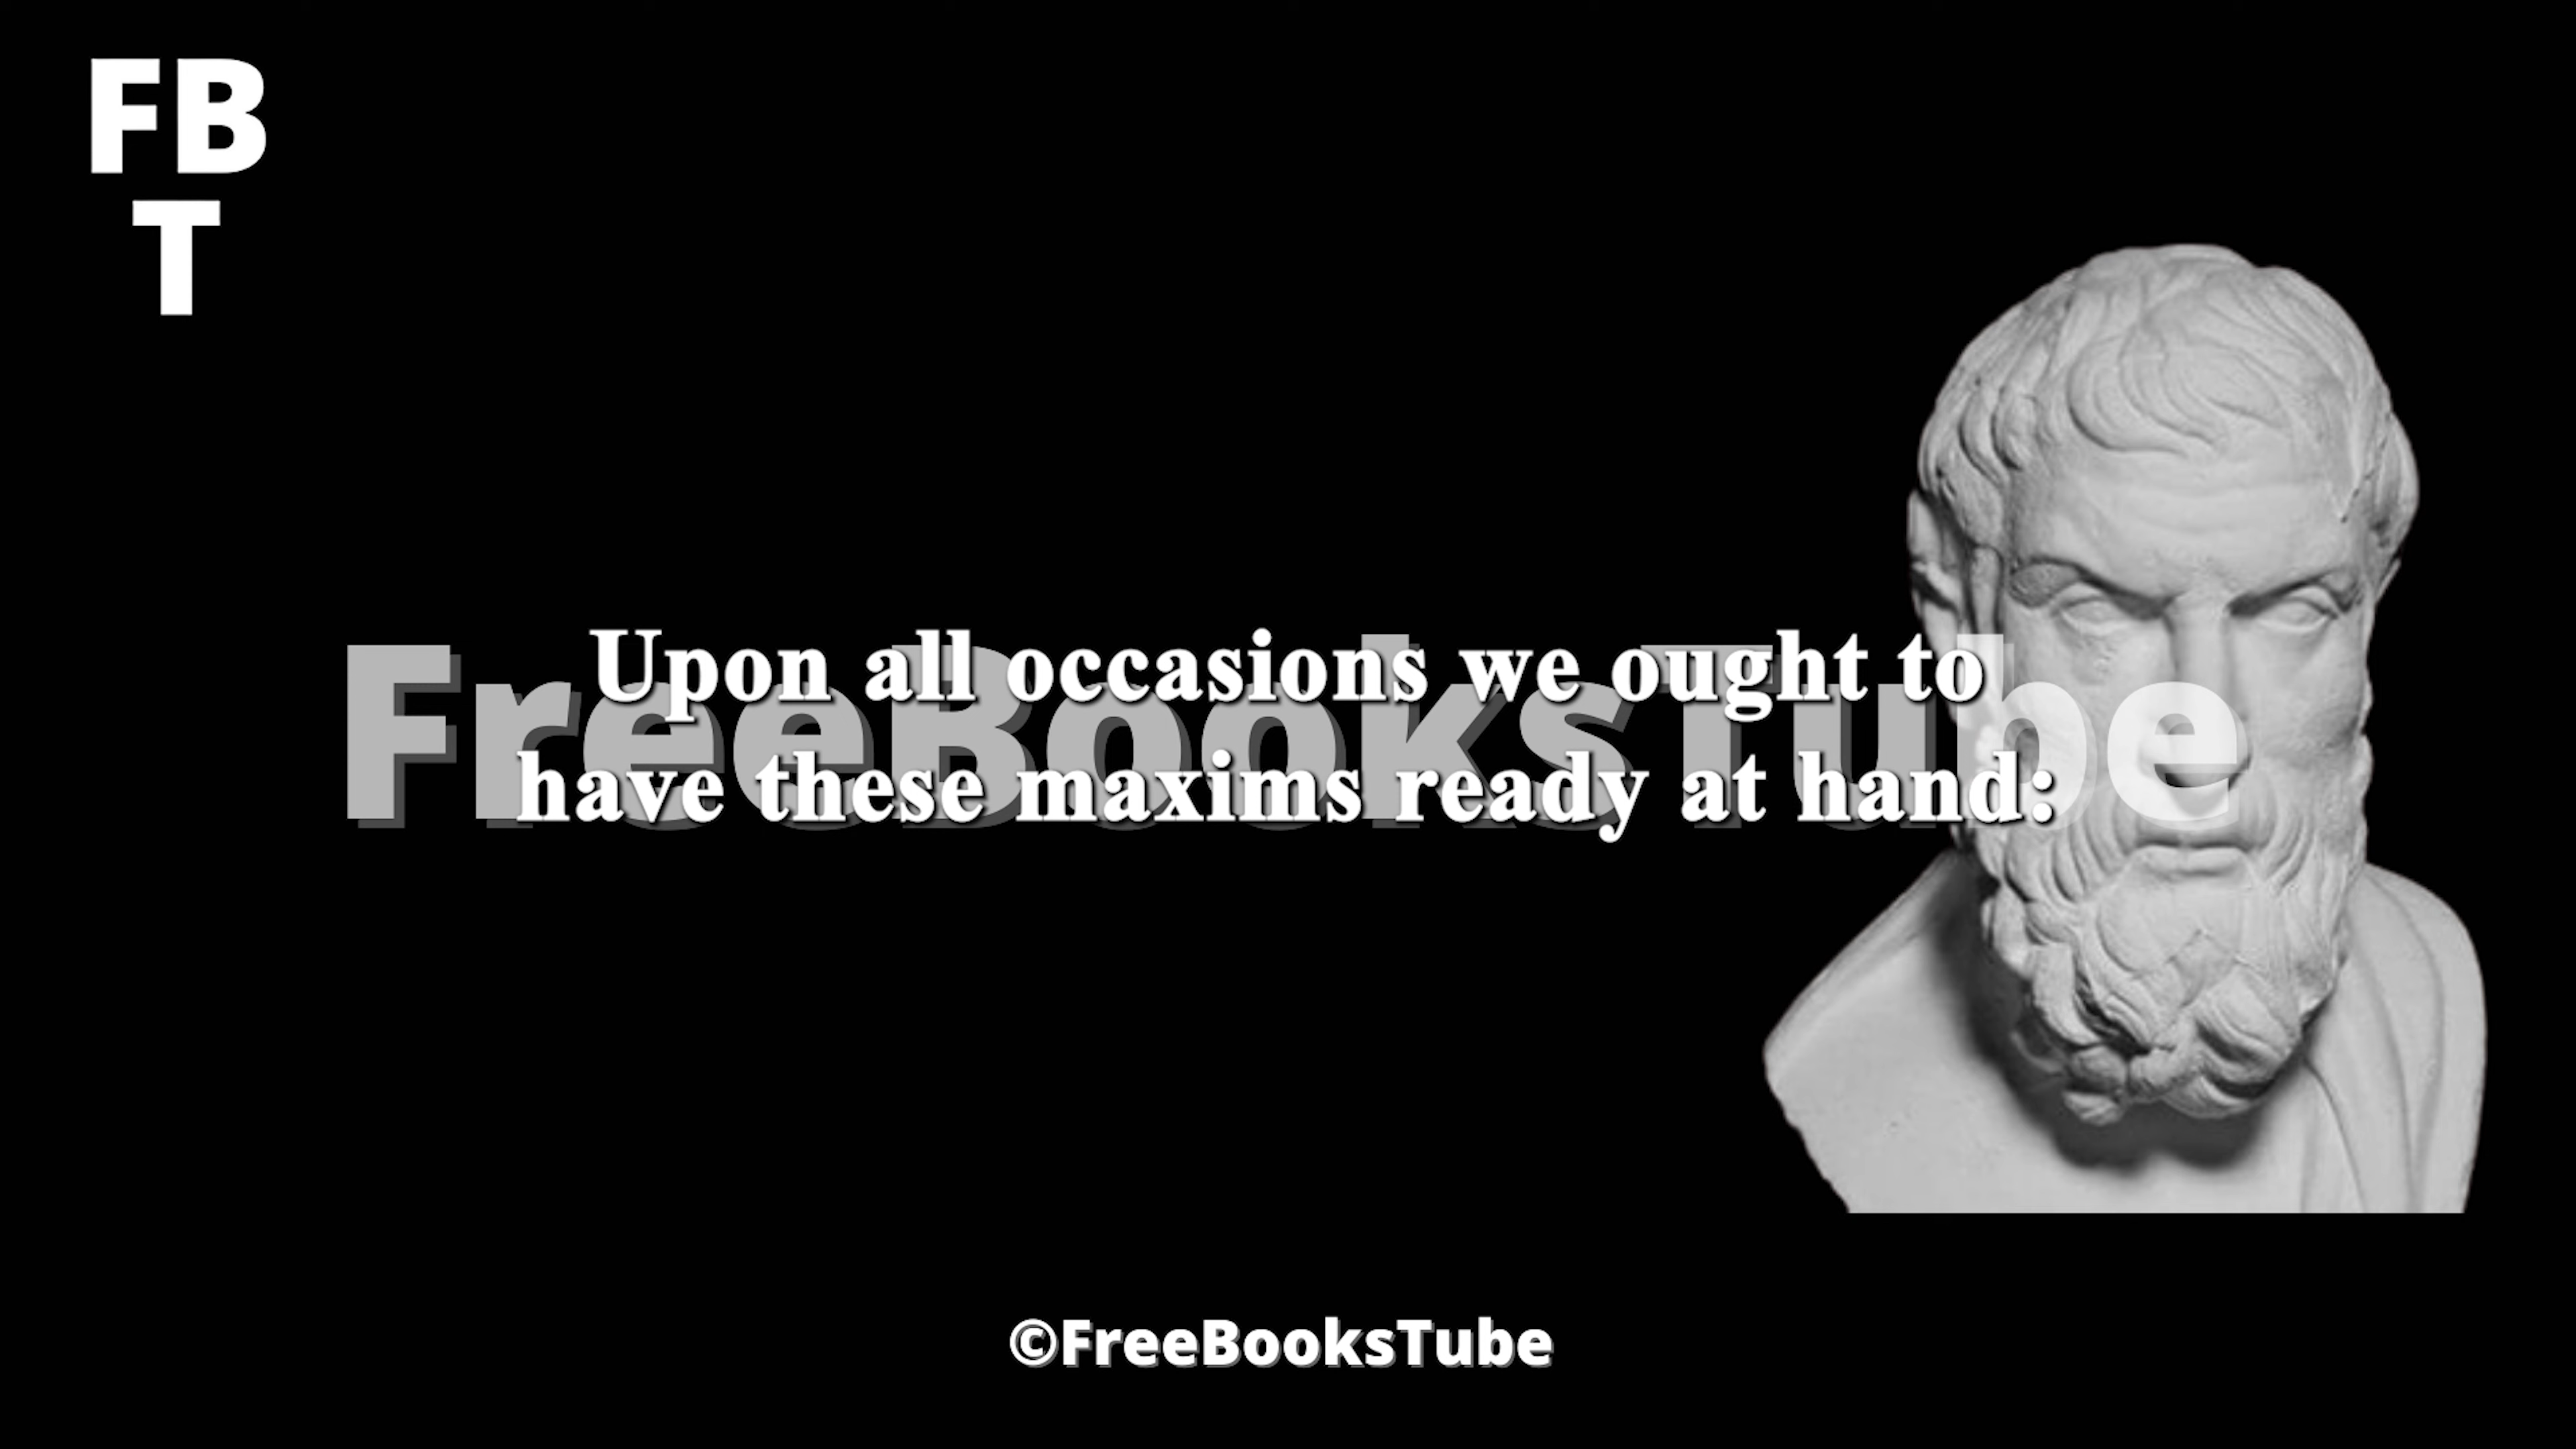 FB
T
FreeBooksTube
Upon all occasions we ought to
have these maxims ready at hand:
©FreeBooksTube